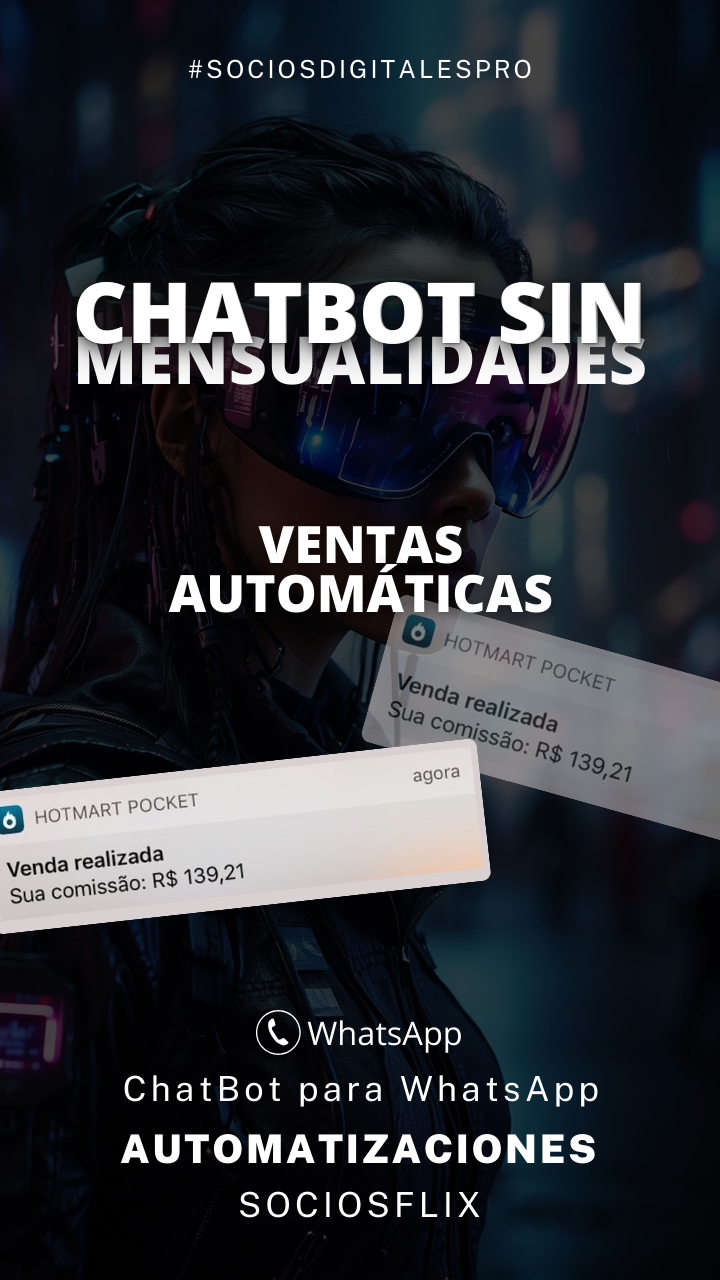 #SOCIOSDIGITALESPRO
CHATBOT SIN
MENSUALIDADES
VENTAS
AUTOMÁTICAS
HOTMART POCKET
Venda realizada
Sua comissão: R$ 139,21
HOTMART POCKET agora
Venda realizada
Sua comissão: R$ 139,21
WhatsApp
ChatBot para WhatsApp
AUTOMATIZACIONES
SOCIOSFLIX